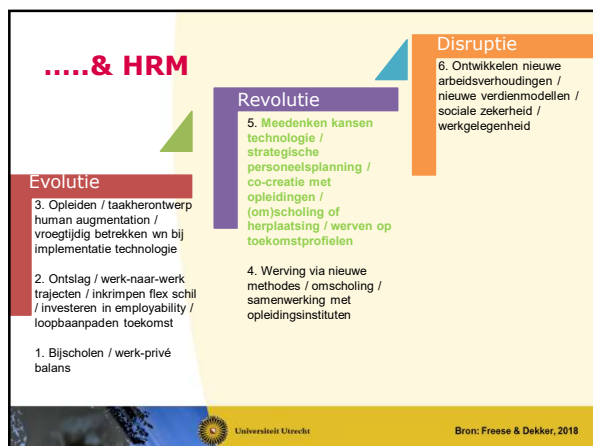 .....& HRM
Evolutie
3. Opleiden / taakherontwerp
human augmentation /
vroegtijdig betrekken wn bij
implementatie technologie
2. Ontslag / werk-naar-werk
trajecten / inkrimpen flex schil
/ investeren in employability /
loopbaanpaden toekomst
1. Bijscholen / werk-privé
balans
Revolutie
5. Meedenken kansen
technologie /
strategische
personeelsplanning /
co-creatie met
opleidingen /
(om)scholing of
herplaatsing / werven op
toekomstprofielen
4. Werving via nieuwe
methodes / omscholing /
samenwerking met
opleidingsinstituten
Disruptie
6. Ontwikkelen nieuwe
arbeidsverhoudingen /
nieuwe verdienmodellen /
sociale zekerheid /
werkgelegenheid
Universiteit Utrecht
Bron: Freese & Dekker, 2018